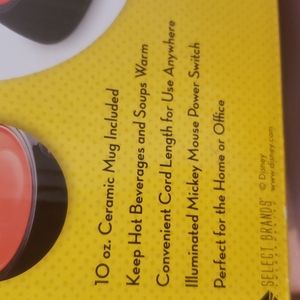 10 oz. Ceramic Mug Included
Keep Hot Beverages and Soups Warm
Convenient Cord Length for Use Anywhere
Illuminated Mickey Mouse Power Switch
Perfect for the Home or Office
SELECT BRANDS
© Disney
www.disney.com